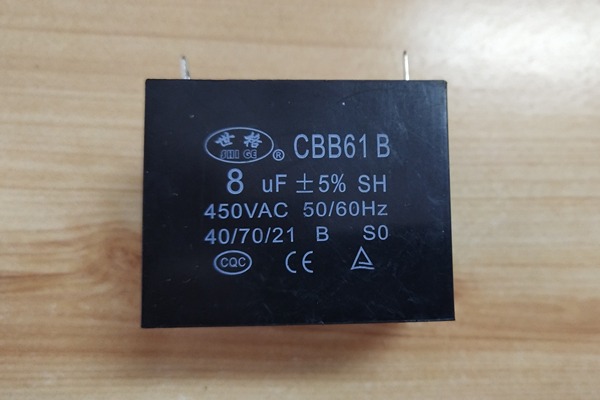 世格 SHI GE ® CBB61 B
8 uF ±5% SH
450VAC 50/60Hz
40/70/21 B S0
CQC CE